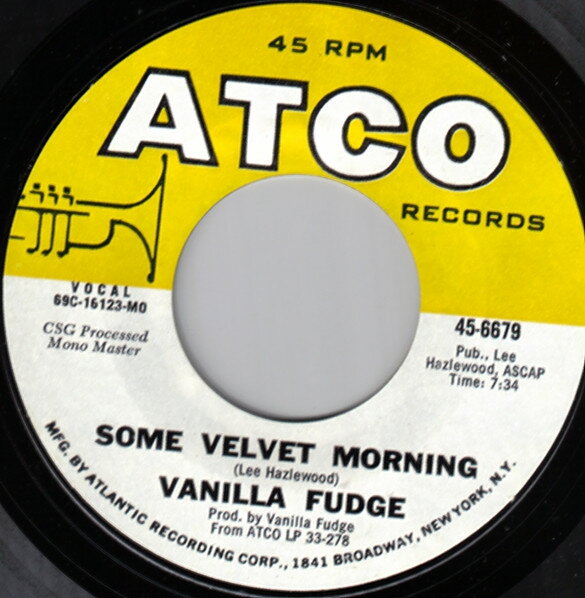 45 RPM
ATCO
RECORDS
VOCAL
69C-16123-MO
CSG Processed
Mono Master
45-6679
Pub., Lee
Hazlewood, ASCAP
Time: 7:34
SOME VELVET MORNING
(Lee Hazlewood)
VANILLA FUDGE
Prod. by Vanilla Fudge
From ATCO LP 33-278
MFG. BY ATLANTIC RECORDING CORP., 1841 BROADWAY, NEW YORK, N.Y.